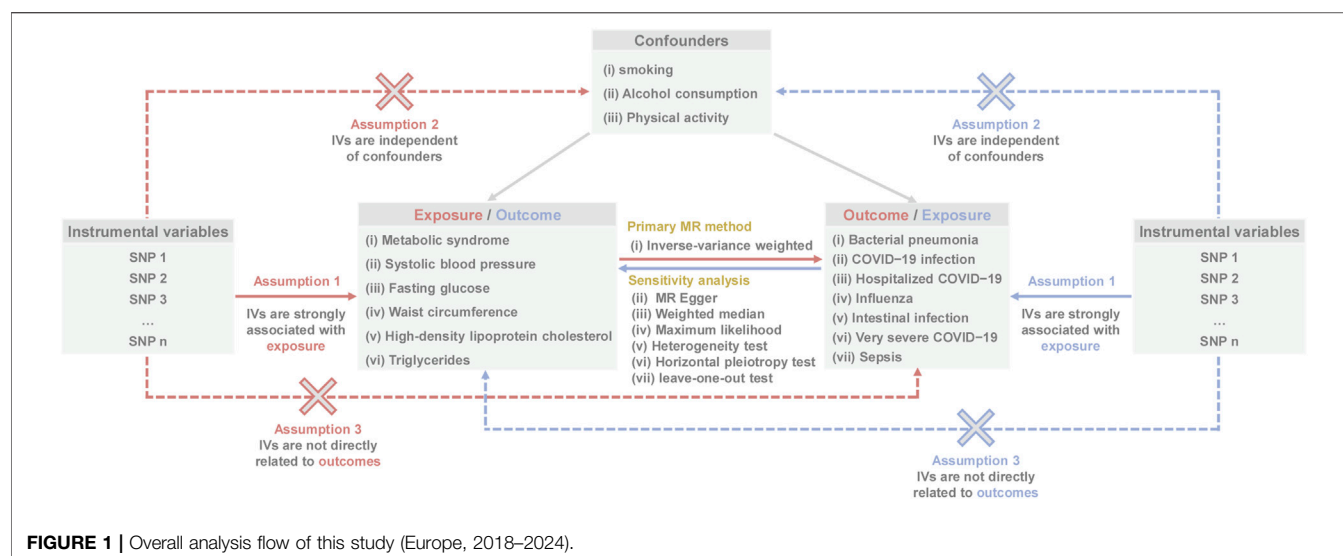 Confounders
(i) smoking
(ii) Alcohol consumption
(iii) Physical activity
Assumption 2
IVs are independent
of confounders
Assumption 2
IVs are independent
of confounders
Instrumental variables
SNP 1
SNP 2
SNP 3
...
SNP n
Assumption 1
IVs are strongly
associated with
exposure
Exposure / Outcome
(i) Metabolic syndrome
(ii) Systolic blood pressure
(iii) Fasting glucose
(iv) Waist circumference
(v) High-density lipoprotein cholesterol
(vi) Triglycerides
Primary MR method
(i) Inverse-variance weighted
Sensitivity analysis
(ii) MR Egger
(iii) Weighted median
(iv) Maximum likelihood
(v) Heterogeneity test
(vi) Horizontal pleiotropy test
(vii) leave-one-out test
Outcome / Exposure
(i) Bacterial pneumonia
(ii) COVID-19 infection
(iii) Hospitalized COVID-19
(iv) Influenza
(v) Intestinal infection
(vi) Very severe COVID-19
(vii) Sepsis
Assumption 1
IVs are strongly
associated with
exposure
Instrumental variables
SNP 1
SNP 2
SNP 3
...
SNP n
Assumption 3
IVs are not directly
related to outcomes
Assumption 3
IVs are not directly
related to outcomes
FIGURE 1 | Overall analysis flow of this study (Europe, 2018–2024).